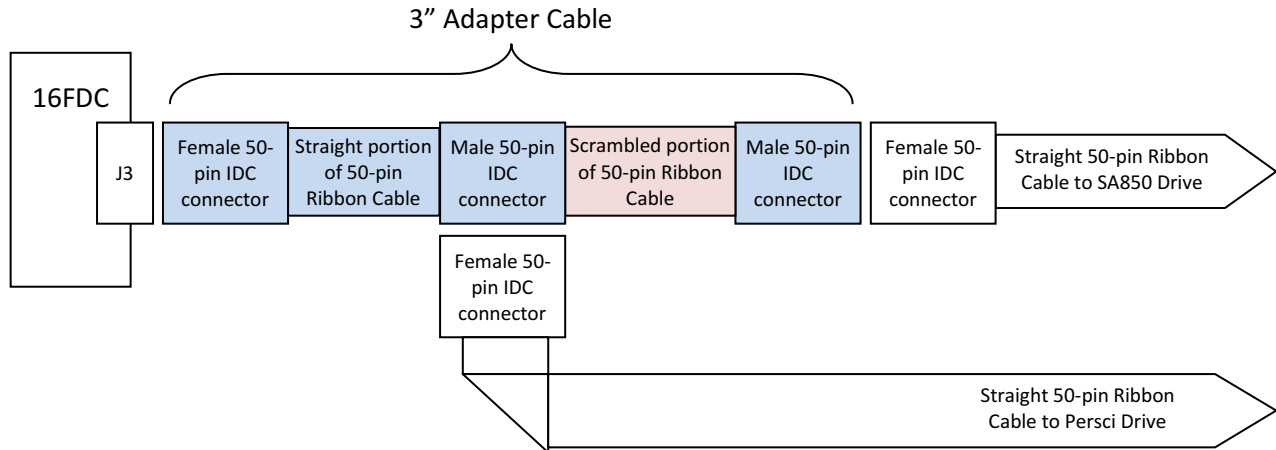 3” Adapter Cable
16FDC
J3
Female 50-
pin IDC
connector
Straight portion
of 50-pin
Ribbon Cable
Male 50-pin
IDC
connector
Scrambled portion
of 50-pin Ribbon
Cable
Male 50-pin
IDC
connector
Female 50-
pin IDC
connector
Straight 50-pin Ribbon
Cable to SA850 Drive
Female 50-
pin IDC
connector
Straight 50-pin Ribbon
Cable to Persci Drive